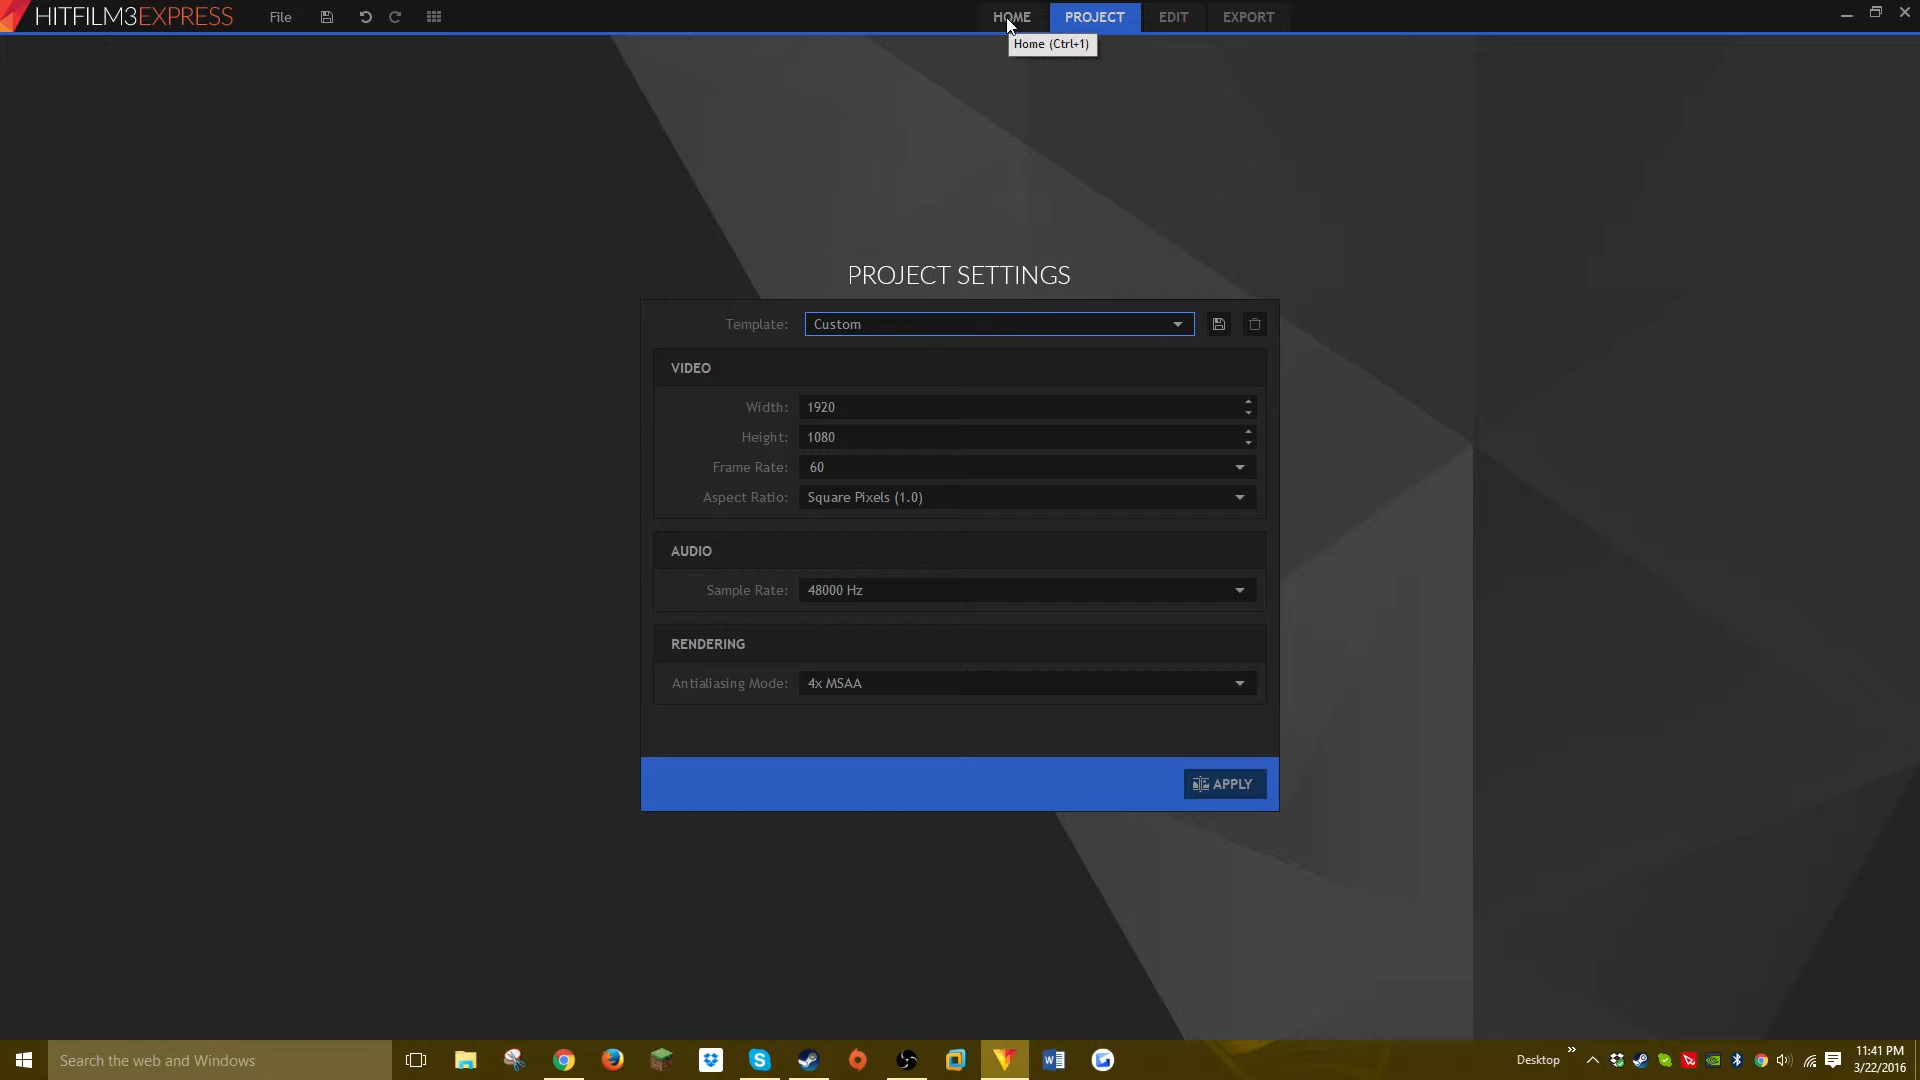 HITFILM3EXPRESS File HOME PROJECT EDIT EXPORT
Home (Ctrl+1)
PROJECT SETTINGS
Template: Custom
VIDEO
Width: 1920
Height: 1080
Frame Rate: 60
Aspect Ratio: Square Pixels (1.0)
AUDIO
Sample Rate: 48000 Hz
RENDERING
Antialiasing Mode: 4x MSAA
APPLY
Search the web and Windows Desktop 11:41 PM
3/22/2016